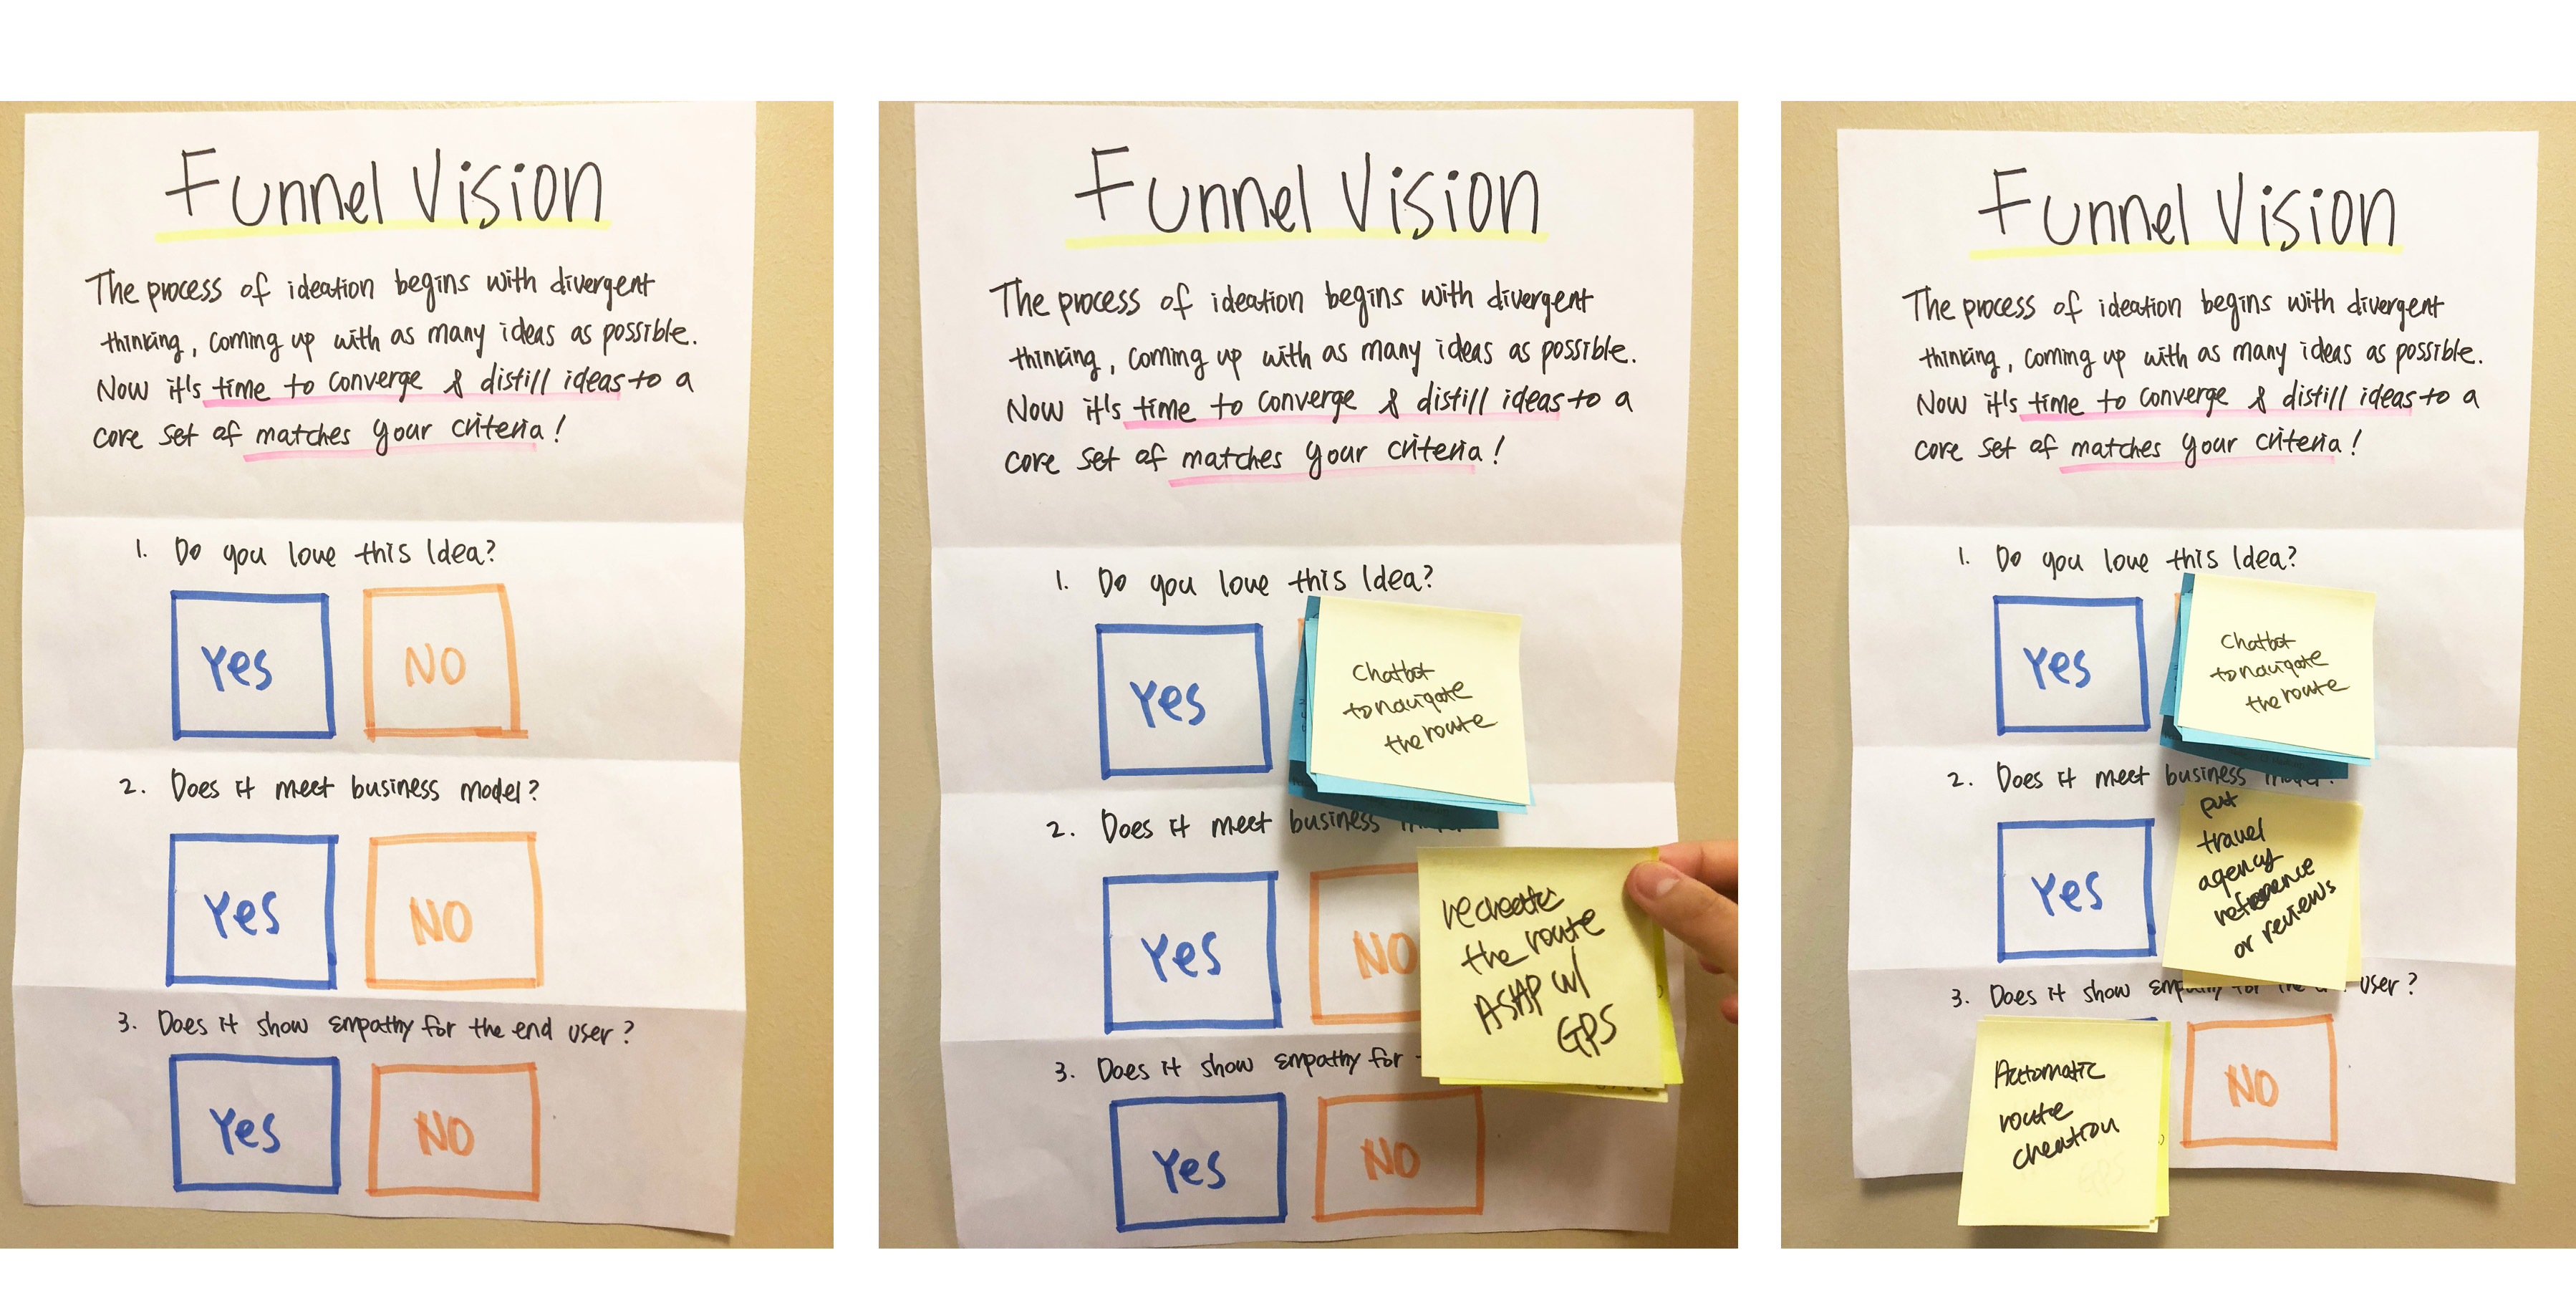 Funnel Vision
The process of ideation begins with divergent
thinking, coming up with as many ideas as possible.
Now it's time to converge & distill ideas to a
core set of matches your criteria!
1. Do you love this Idea?
Yes NO
2. Does it meet business model?
Yes NO
3. Does it show empathy for the end user?
Yes NO
Funnel Vision
The process of ideation begins with divergent
thinking, coming up with as many ideas as possible.
Now it's time to converge & distill ideas to a
core set of matches your criteria!
1. Do you love this Idea?
Yes
Chatbot
to navigate
the route
2. Does it meet business
Yes NO
recreate
the route
ASAP w/
GPS
3. Does it show empathy for
Yes NO
Funnel Vision
The process of ideation begins with divergent
thinking, coming up with as many ideas as possible.
Now it's time to converge & distill ideas to a
core set of matches your criteria!
1. Do you love this Idea?
Yes
Chatbot
to navigate
the route
2. Does it meet business model?
Yes
put
travel
agency
reference
or reviews
3. Does it show empathy for user?
Automatic
route
creation
NO